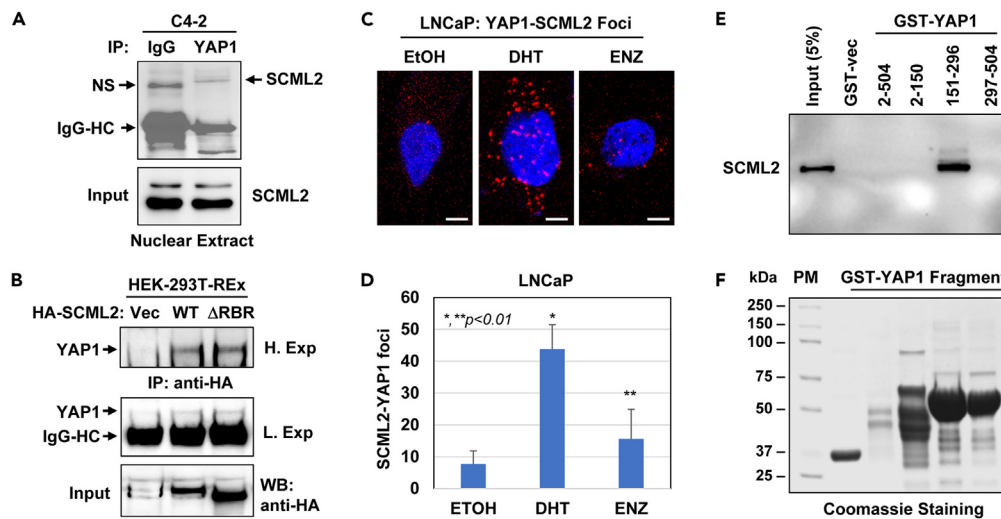 A
C4-2
IP: IgG YAP1
NS
SCML2
IgG-HC
Input
SCML2
Nuclear Extract
B
HEK-293T-REx
HA-SCML2: Vec WT ΔRBR
YAP1
H. Exp
IP: anti-HA
YAP1
IgG-HC
L. Exp
Input
WB:
anti-HA
C
LNCaP: YAP1-SCML2 Foci
EtOH DHT ENZ
D
LNCaP
SCML2-YAP1 foci
60
50
40
30
20
10
0
*,**p<0.01
*
**
ETOH DHT ENZ
E
GST-YAP1
Input (5%)
GST-vec
2-504
2-150
151-296
297-504
SCML2
F
kDa PM GST-YAP1 Fragment
250
150
100
75
50
37
25
Coomassie Staining